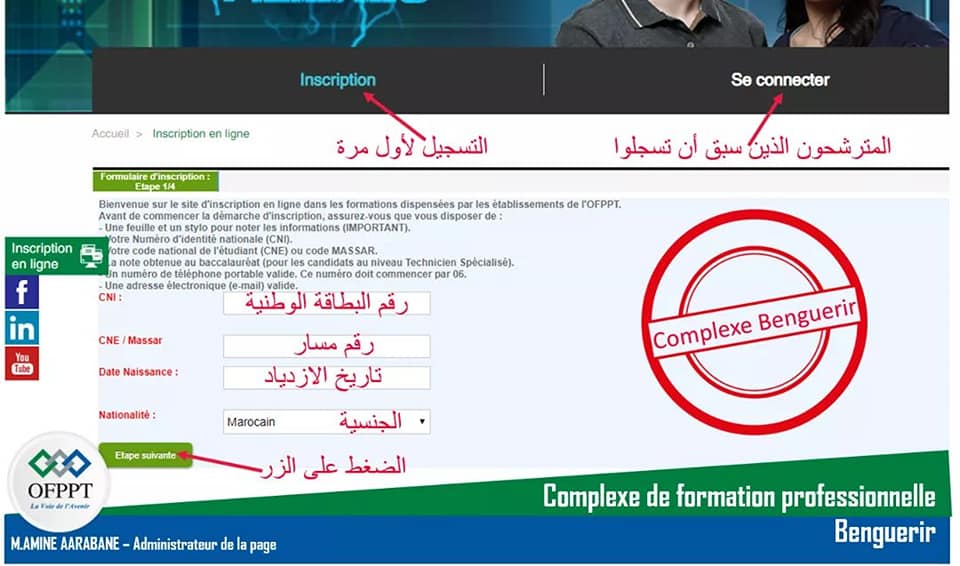 Inscription
Se connecter
Accueil > Inscription en ligne
التسجيل لأول مرة
المترشحون الذين سبق أن تسجلوا
Formulaire d'inscription :
Etape 1/4
Bienvenue sur le site d'inscription en ligne dans les formations dispensées par les établissements de l'OFPPT.
Avant de commencer la démarche d'inscription, assurez-vous que vous disposer de :
- Une feuille et un stylo pour noter les informations (IMPORTANT).
Votre Numéro d'identité nationale (CNI).
Votre code national de l'étudiant (CNE) ou code MASSAR.
La note obtenue au baccalauréat (pour les candidats au niveau Technicien Spécialisé).
Un numéro de téléphone portable valide. Ce numéro doit commencer par 06.
- Une adresse électronique (e-mail) valide.
Inscription
en ligne
f
in
You
Tube
CNI :
رقم البطاقة الوطنية
CNE / Massar
رقم مسار
Date Naissance :
تاريخ الازدياد
Nationalité :
Marocain
الجنسية
Etape suivante
الضغط على الزر
Complexe Benguerir
OFPPT
La Voie de l'Avenir
Complexe de formation professionnelle
Benguerir
M.AMINE AARABANE – Administrateur de la page